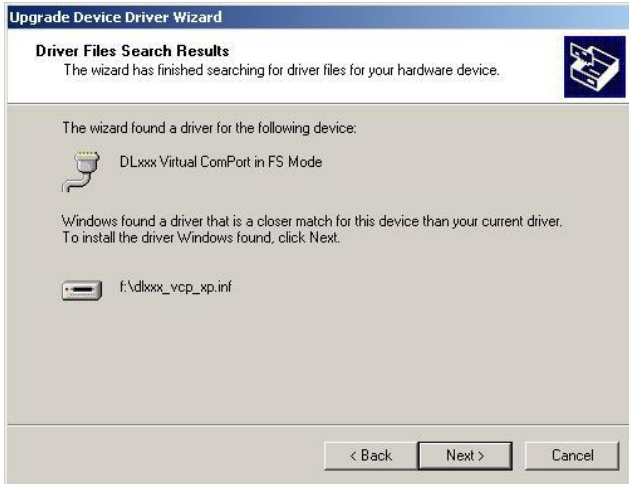 Upgrade Device Driver Wizard
Driver Files Search Results
The wizard has finished searching for driver files for your hardware device.
The wizard found a driver for the following device:
DLxxx Virtual ComPort in FS Mode
Windows found a driver that is a closer match for this device than your current driver.
To install the driver Windows found, click Next.
f:\dlxxx_vcp_xp.inf
< Back Next > Cancel